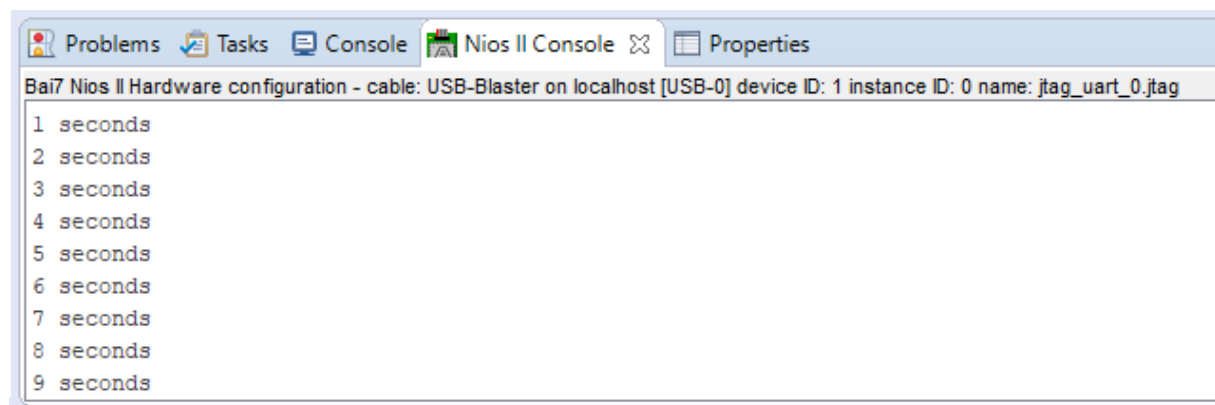 Problems Tasks Console Nios II Console Properties
Bai7 Nios II Hardware configuration - cable: USB-Blaster on localhost [USB-0] device ID: 1 instance ID: 0 name: jtag_uart_0.jtag
1 seconds
2 seconds
3 seconds
4 seconds
5 seconds
6 seconds
7 seconds
8 seconds
9 seconds